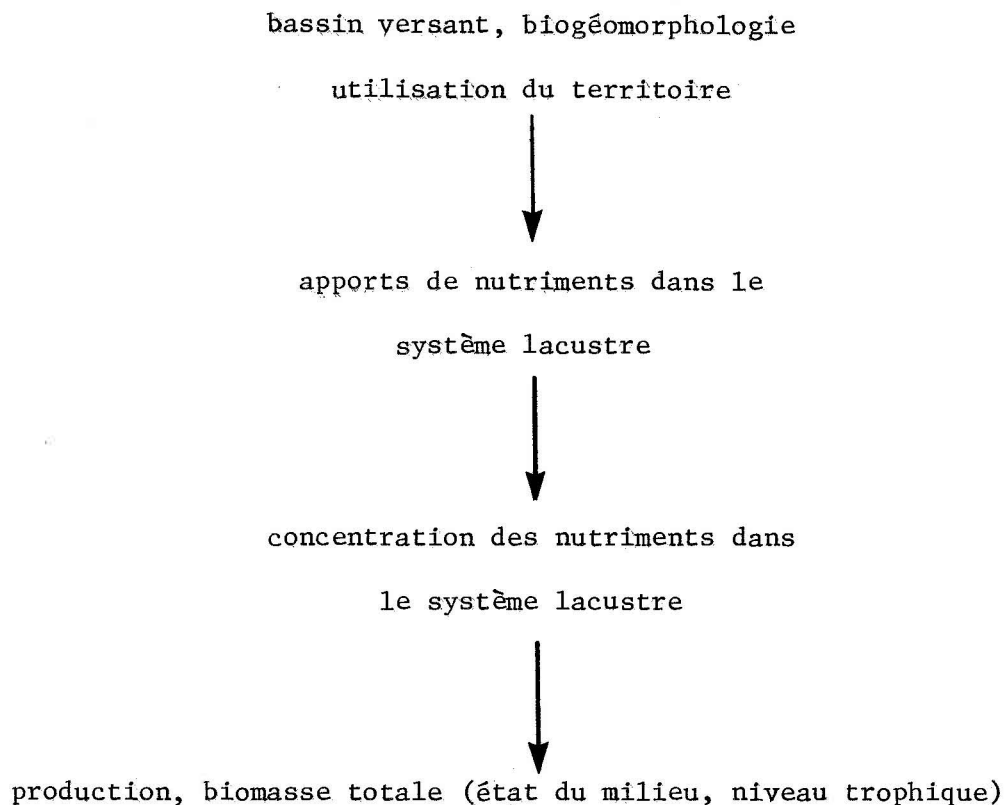 bassin versant, biogéomorphologie
utilisation du territoire
apports de nutriments dans le
système lacustre
concentration des nutriments dans
le système lacustre
production, biomasse totale (état du milieu, niveau trophique)